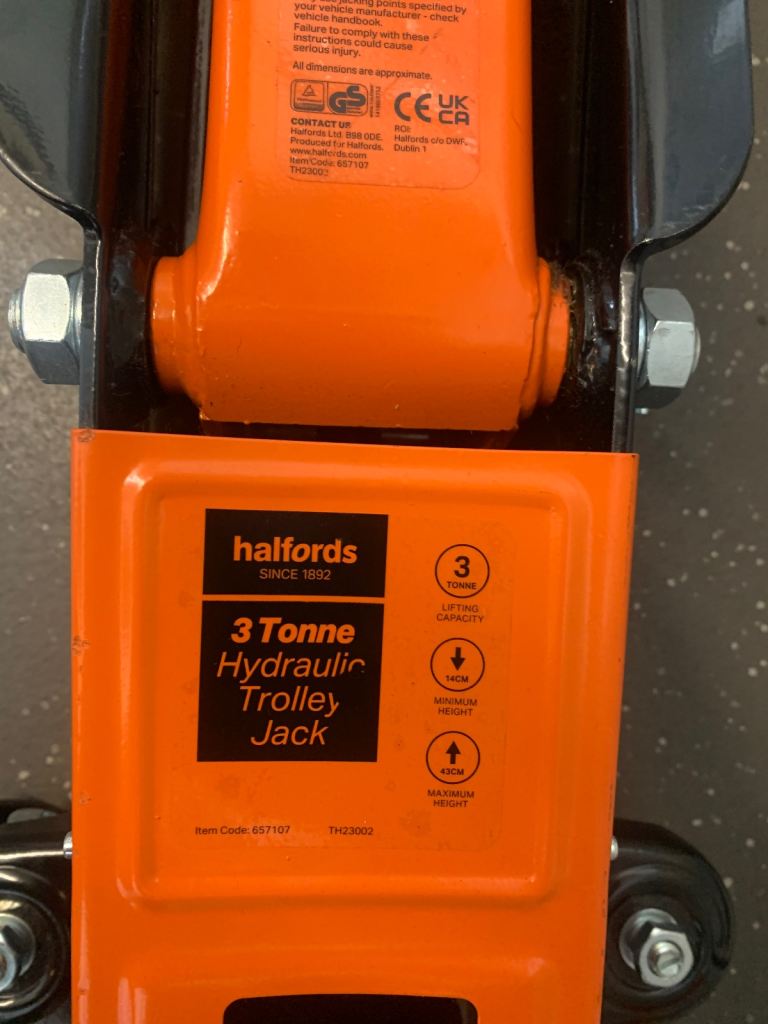 jacking points specified by
your vehicle manufacturer - check
vehicle handbook.
Failure to comply with these
instructions could cause
serious injury.
All dimensions are approximate.
GS
CE UK
CA
CONTACT US
Halfords Ltd. B98 0DE.
Produced for Halfords.
www.halfords.com
Item Code: 657107
TH23002
ROI:
Halfords c/o DWF,
Dublin 1
halfords
SINCE 1892
3 Tonne
Hydraulic
Trolley
Jack
3
TONNE
LIFTING
CAPACITY
14CM
MINIMUM
HEIGHT
43CM
MAXIMUM
HEIGHT
Item Code: 657107 TH23002